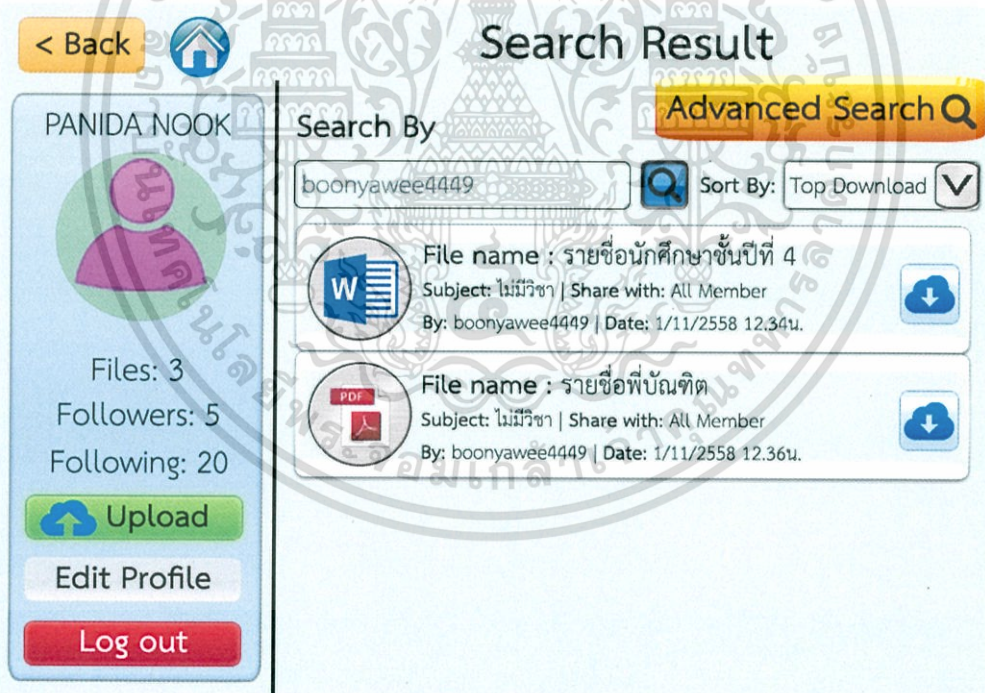 < Back
Search Result
PANIDA NOOK
Files: 3
Followers: 5
Following: 20
Upload
Edit Profile
Log out
Advanced Search
Search By
boonyawee4449
Sort By: Top Download
W
File name : รายชื่อนักศึกษาชั้นปีที่ 4
Subject: ไม่มีวิชา | Share with: All Member
By: boonyawee4449 | Date: 1/11/2558 12.34น.
PDF
File name : รายชื่อพี่บัณฑิต
Subject: ไม่มีวิชา | Share with: All Member
By: boonyawee4449 | Date: 1/11/2558 12.36น.